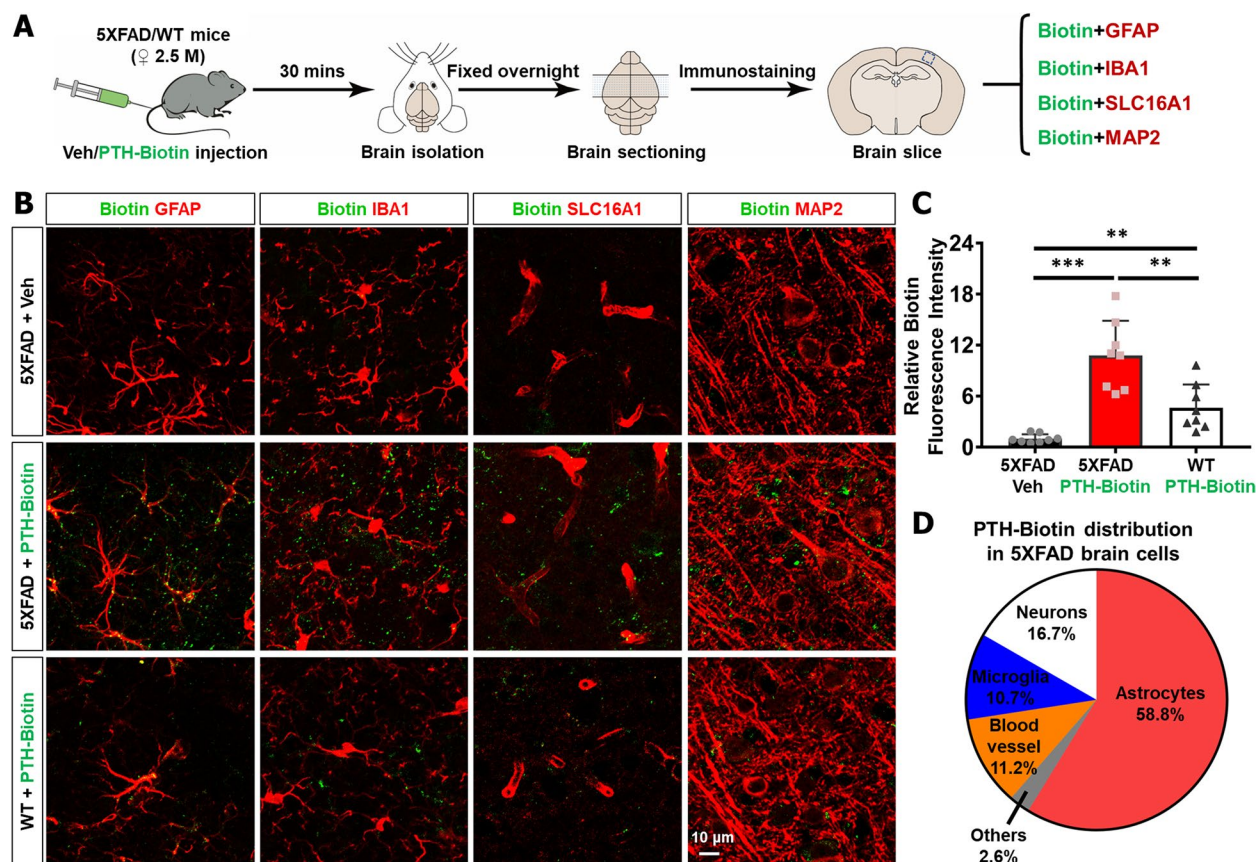 A
5XFAD/WT mice
(♀ 2.5 M)
Veh/PTH-Biotin injection
30 mins
Brain isolation
Fixed overnight
Brain sectioning
Immunostaining
Brain slice
Biotin+GFAP
Biotin+IBA1
Biotin+SLC16A1
Biotin+MAP2
B
Biotin GFAP
Biotin IBA1
Biotin SLC16A1
Biotin MAP2
5XFAD + Veh
5XFAD + PTH-Biotin
WT + PTH-Biotin
10 μm
C
Relative Biotin
Fluorescence Intensity
24
18
12
6
0
**
***
**
5XFAD
Veh
5XFAD
PTH-Biotin
WT
PTH-Biotin
D
PTH-Biotin distribution
in 5XFAD brain cells
Neurons
16.7%
Microglia
10.7%
Blood
vessel
11.2%
Astrocytes
58.8%
Others
2.6%